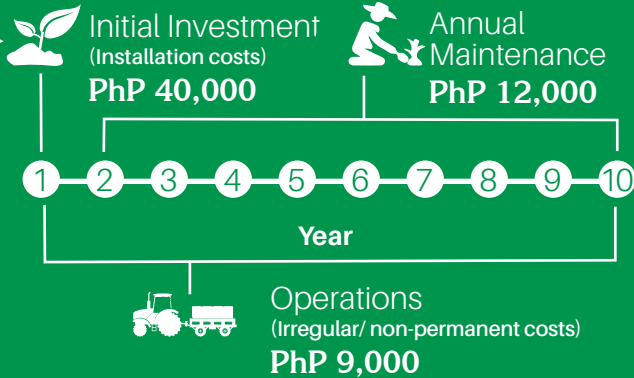 Initial Investment
(Installation costs)
PhP 40,000
Annual
Maintenance
PhP 12,000
1 2 3 4 5 6 7 8 9 10
Year
Operations
(Irregular/ non-permanent costs)
PhP 9,000